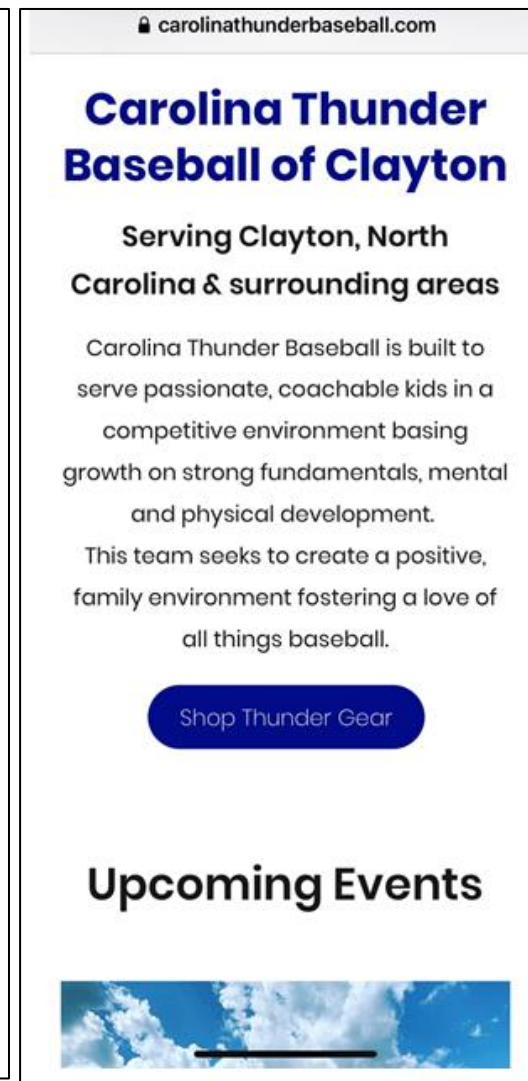 carolinathunderbaseball.com
Carolina Thunder
Baseball of Clayton
Serving Clayton, North
Carolina & surrounding areas
Carolina Thunder Baseball is built to
serve passionate, coachable kids in a
competitive environment basing
growth on strong fundamentals, mental
and physical development.
This team seeks to create a positive,
family environment fostering a love of
all things baseball.
Shop Thunder Gear
Upcoming Events